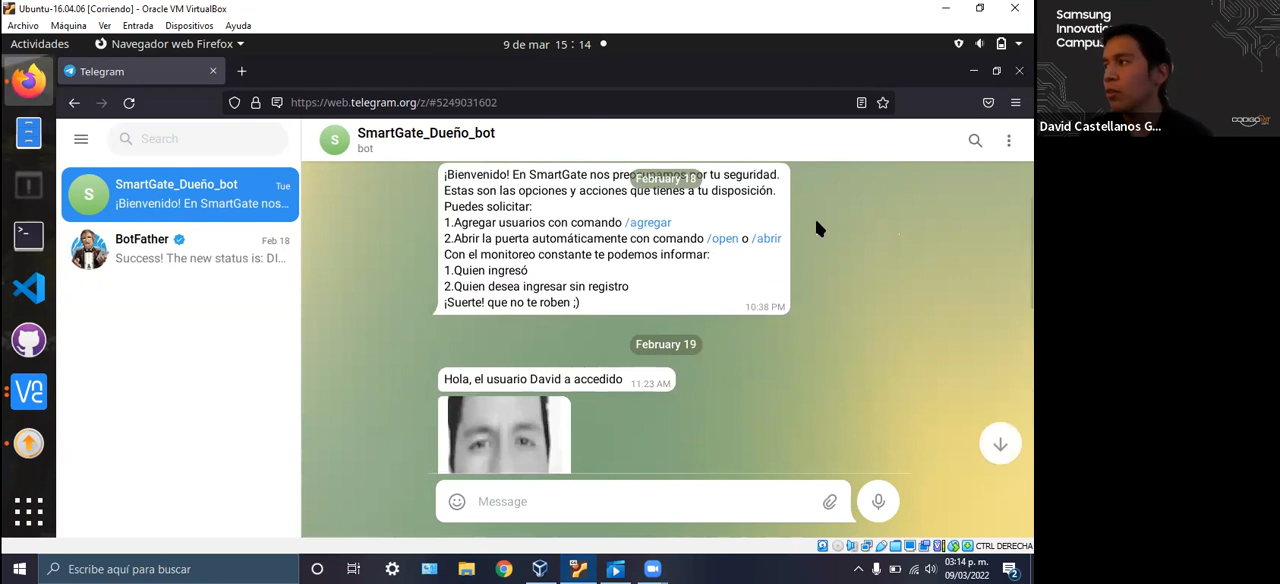 Ubuntu-16.04.06 [Corriendo] - Oracle VM VirtualBox
Archivo Máquina Ver Entrada Dispositivos Ayuda
Actividades Navegador web Firefox 9 de mar 15:14
Telegram
https://web.telegram.org/z/#5249031602
Search
SmartGate_Dueño_bot Tue
¡Bienvenido! En SmartGate nos...
BotFather Feb 18
Success! The new status is: DI...
S
S
SmartGate_Dueño_bot
bot
February 18
¡Bienvenido! En SmartGate nos por tu seguridad.
Estas son las opciones y acciones que tienes a tu disposición.
Puedes solicitar:
1.Agregar usuarios con comando /agregar
2.Abrir la puerta automáticamente con comando /open o /abrir
Con el monitoreo constante te podemos informar:
1.Quien ingresó
2.Quien desea ingresar sin registro
¡Suerte! que no te roben ;)
10:38 PM
February 19
Hola, el usuario David a accedido 11:23 AM
Message
CTRL DERECHA
Escribe aquí para buscar
03:14 p. m.
09/03/2022
2
Samsung
Innovation
Campus
David Castellanos G...